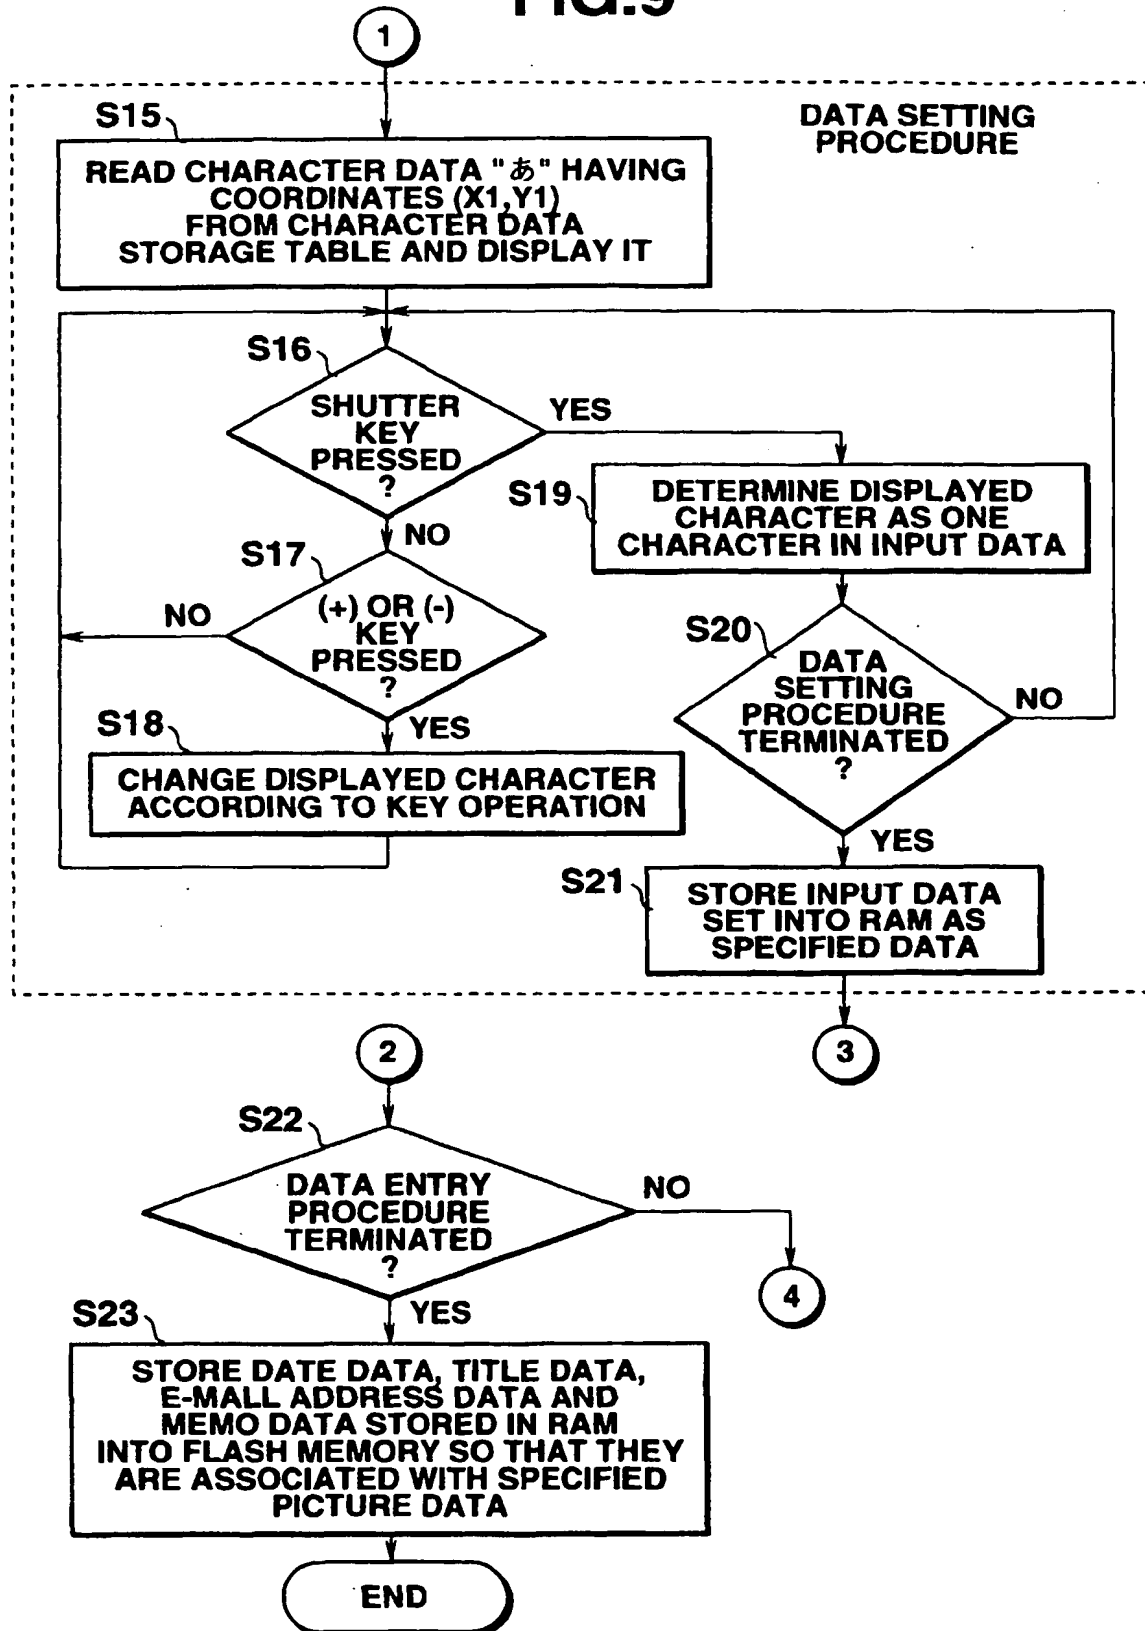 FIG.9
1
DATA SETTING
PROCEDURE
S15
READ CHARACTER DATA "あ" HAVING
COORDINATES (X1,Y1)
FROM CHARACTER DATA
STORAGE TABLE AND DISPLAY IT
S16
SHUTTER
KEY
PRESSED
?
YES
NO
S17
(+) OR (-)
KEY
PRESSED
?
NO
YES
S18
CHANGE DISPLAYED CHARACTER
ACCORDING TO KEY OPERATION
S19
DETERMINE DISPLAYED
CHARACTER AS ONE
CHARACTER IN INPUT DATA
S20
DATA
SETTING
PROCEDURE
TERMINATED
?
NO
YES
S21
STORE INPUT DATA
SET INTO RAM AS
SPECIFIED DATA
3
2
S22
DATA ENTRY
PROCEDURE
TERMINATED
?
NO
4
YES
S23
STORE DATE DATA, TITLE DATA,
E-MALL ADDRESS DATA AND
MEMO DATA STORED IN RAM
INTO FLASH MEMORY SO THAT THEY
ARE ASSOCIATED WITH SPECIFIED
PICTURE DATA
END